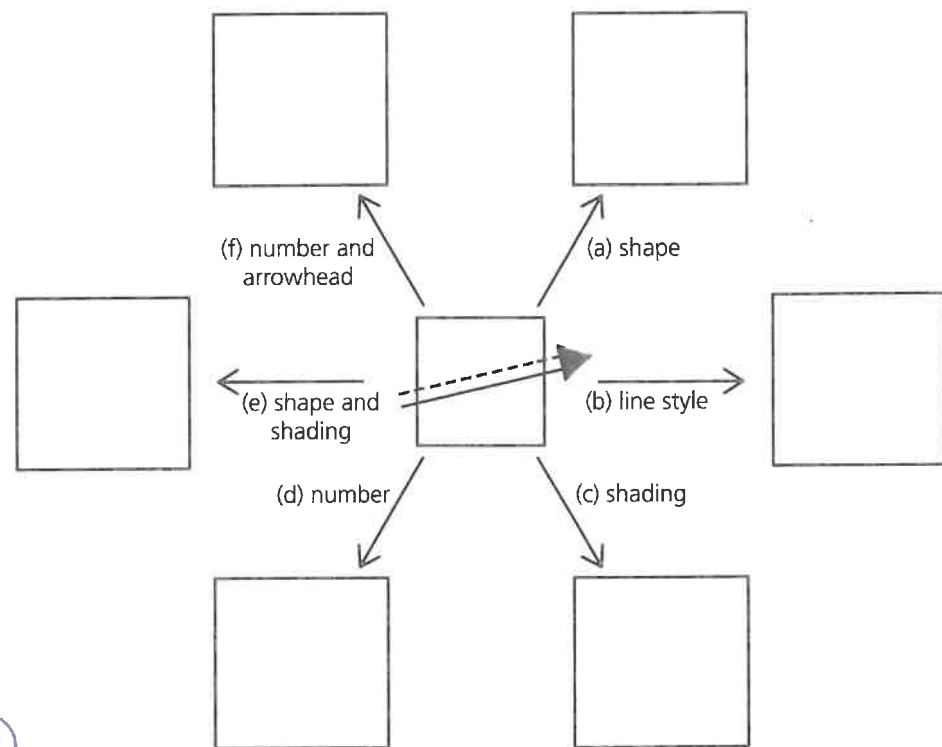 (f) number and
arrowhead
(a) shape
(e) shape and
shading
(b) line style
(d) number
(c) shading